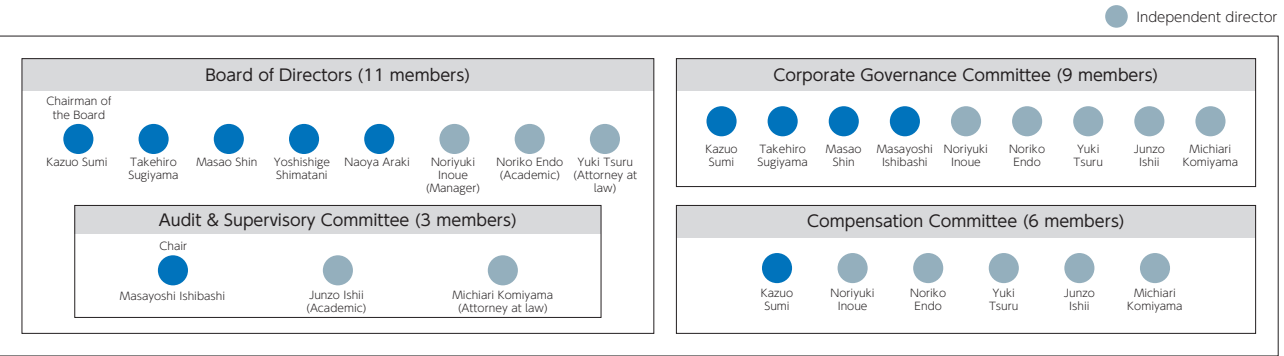 Independent director
Board of Directors (11 members)
Chairman of
the Board
Kazuo Sumi
Takehiro
Sugiyama
Masao Shin
Yoshishige
Shimatani
Naoya Araki
Noriyuki
Inoue
(Manager)
Noriko Endo
(Academic)
Yuki Tsuru
(Attorney at
law)
Audit & Supervisory Committee (3 members)
Chair
Masayoshi Ishibashi
Junzo Ishii
(Academic)
Michiari Komiyama
(Attorney at law)
Corporate Governance Committee (9 members)
Kazuo
Sumi
Takehiro
Sugiyama
Masao
Shin
Masayoshi
Ishibashi
Noriyuki
Inoue
Noriko
Endo
Yuki
Tsuru
Junzo
Ishii
Michiari
Komiyama
Compensation Committee (6 members)
Kazuo
Sumi
Noriyuki
Inoue
Noriko
Endo
Yuki
Tsuru
Junzo
Ishii
Michiari
Komiyama